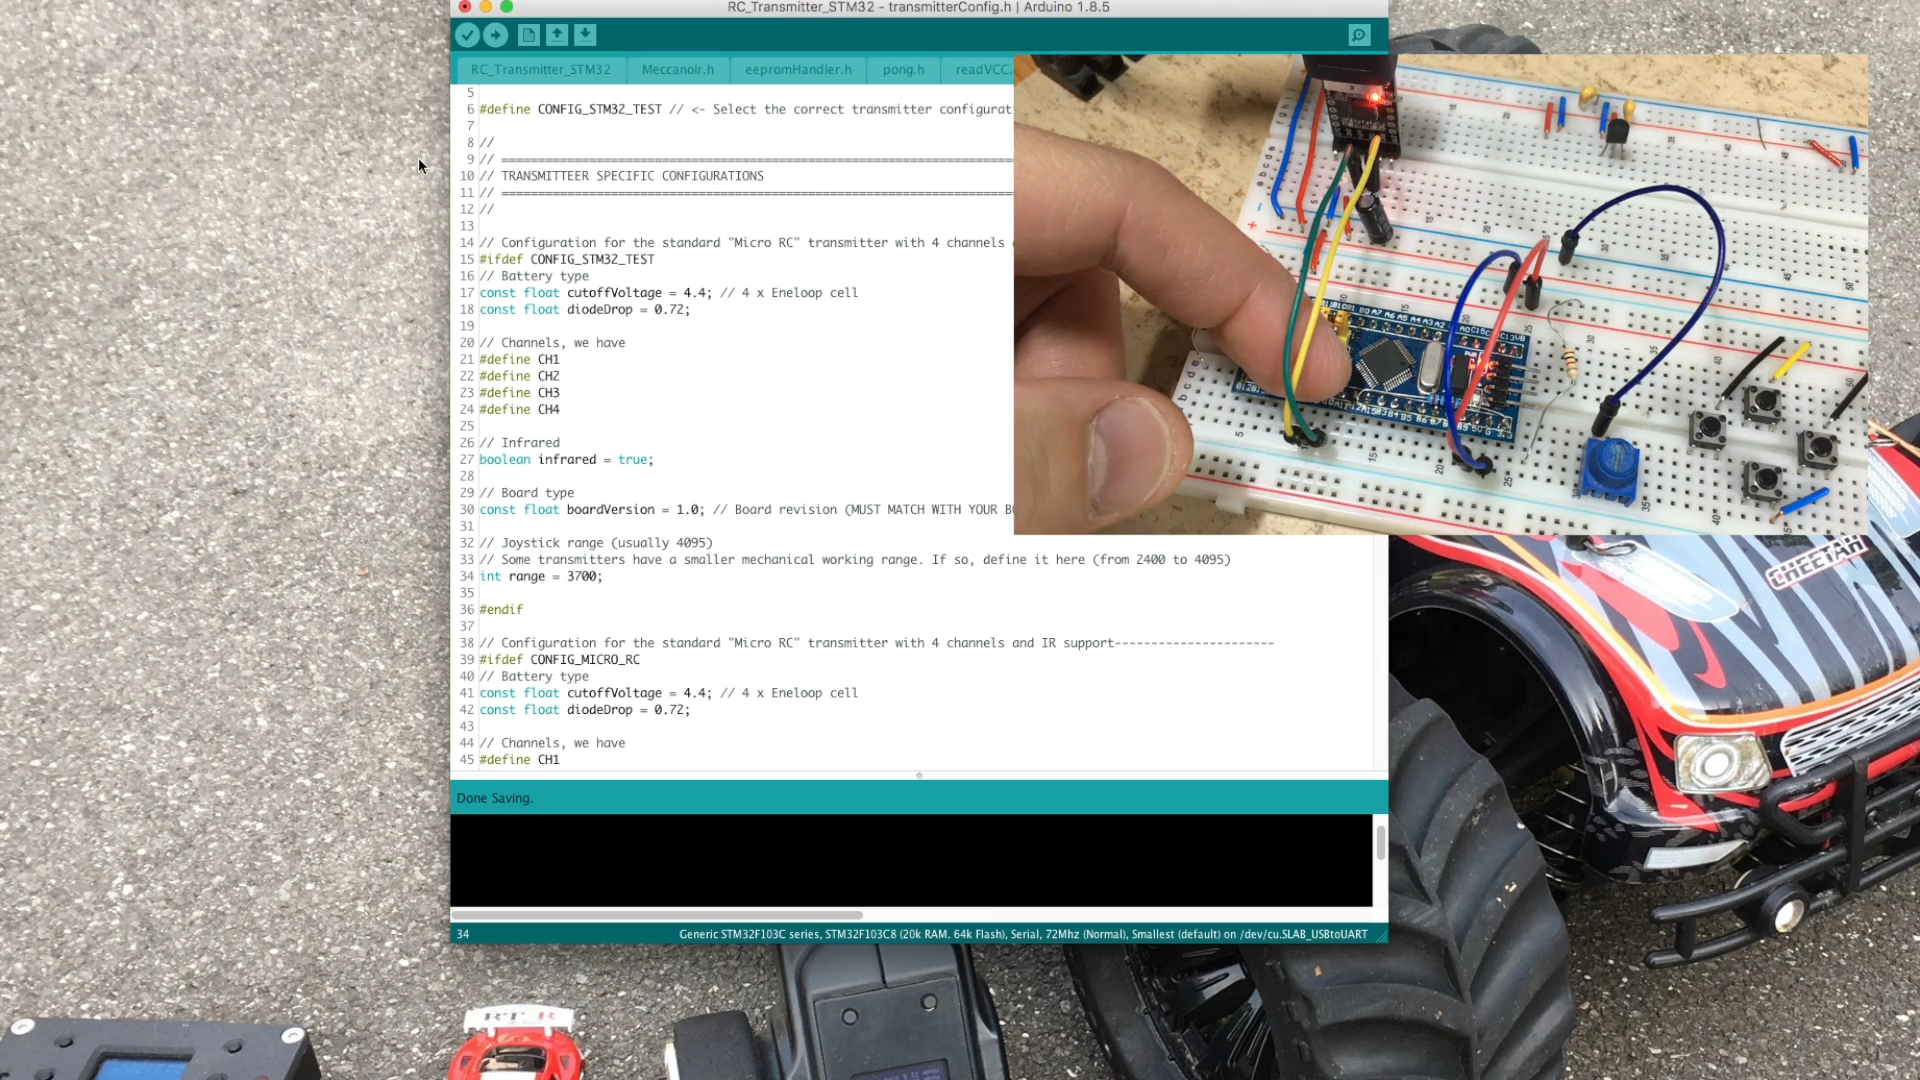 RC_Transmitter_STM32 - transmitterConfig.h | Arduino 1.8.5
RC_Transmitter_STM32 MeccanoIr.h eepromHandler.h pong.h readVCC.
5
6 #define CONFIG_STM32_TEST // <- Select the correct transmitter configurat
7
8 //
9 // =======================================================================
10 // TRANSMITTEER SPECIFIC CONFIGURATIONS
11 // =======================================================================
12 //
13
14 // Configuration for the standard "Micro RC" transmitter with 4 channels
15 #ifdef CONFIG_STM32_TEST
16 // Battery type
17 const float cutoffVoltage = 4.4; // 4 x Eneloop cell
18 const float diodeDrop = 0.72;
19
20 // Channels, we have
21 #define CH1
22 #define CH2
23 #define CH3
24 #define CH4
25
26 // Infrared
27 boolean infrared = true;
28
29 // Board type
30 const float boardVersion = 1.0; // Board revision (MUST MATCH WITH YOUR B
31
32 // Joystick range (usually 4095)
33 // Some transmitters have a smaller mechanical working range. If so, define it here (from 2400 to 4095)
34 int range = 3700;
35
36 #endif
37
38 // Configuration for the standard "Micro RC" transmitter with 4 channels and IR support----------------------
39 #ifdef CONFIG_MICRO_RC
40 // Battery type
41 const float cutoffVoltage = 4.4; // 4 x Eneloop cell
42 const float diodeDrop = 0.72;
43
44 // Channels, we have
45 #define CH1
Done Saving.
34 Generic STM32F103C series, STM32F103C8 (20k RAM. 64k Flash), Serial, 72Mhz (Normal), Smallest (default) on /dev/cu.SLAB_USBtoUART
CHEETAH